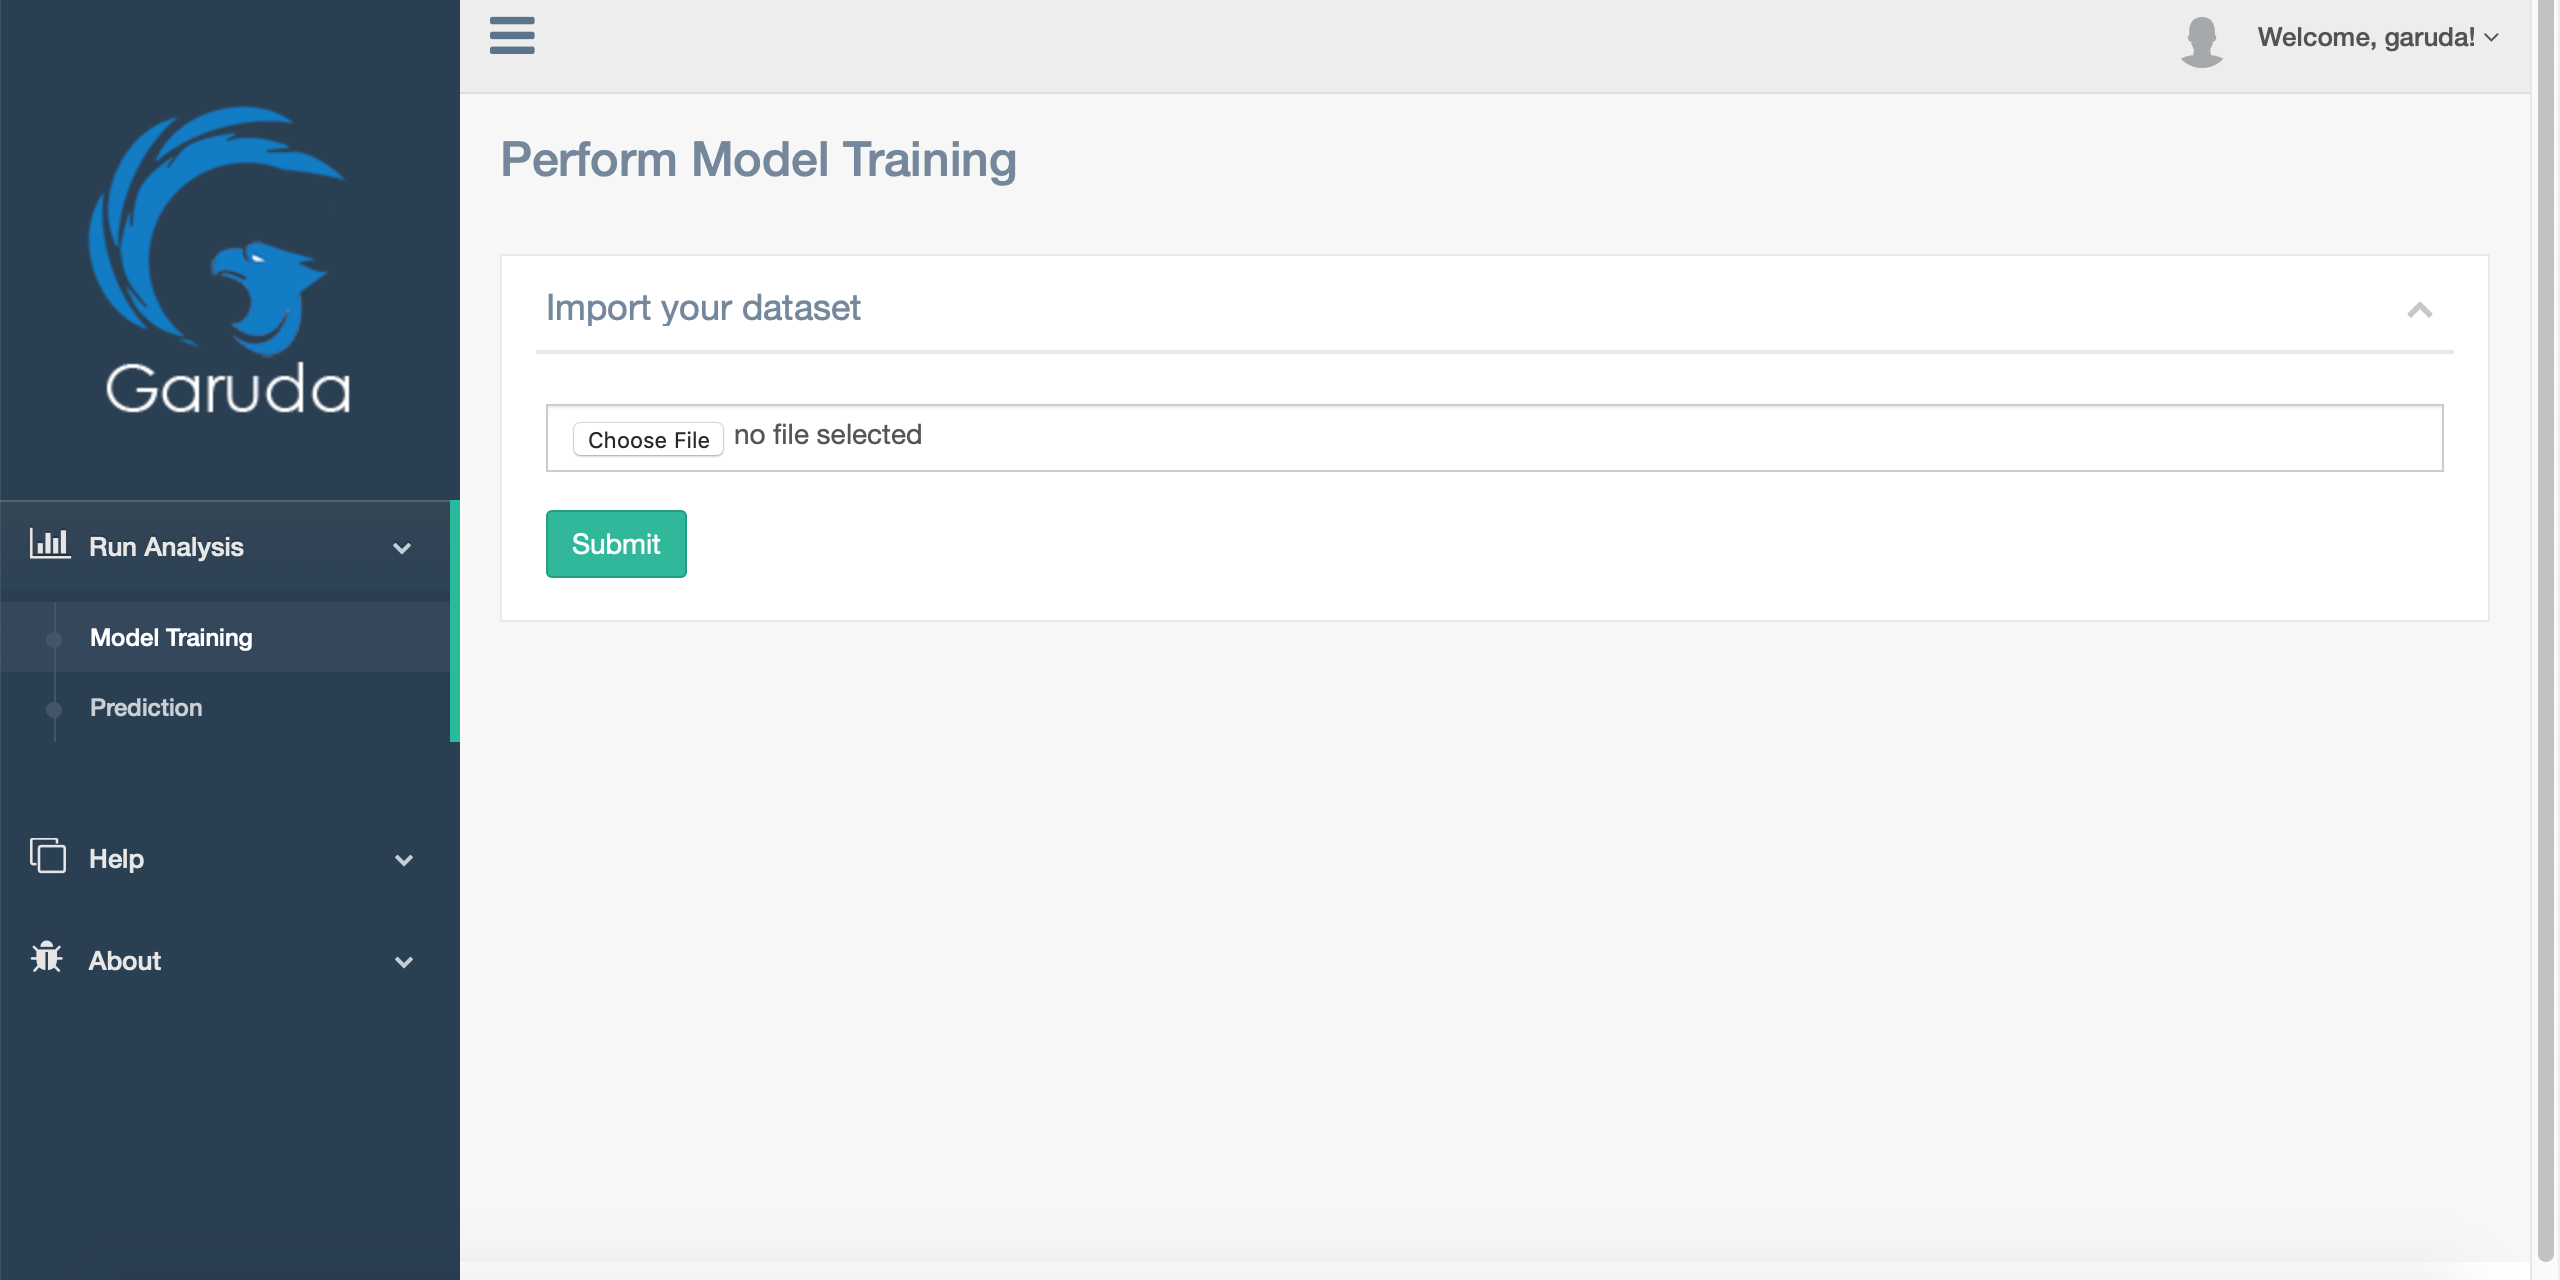 Garuda
Run Analysis
Model Training
Prediction
Help
About
Welcome, garuda!
Perform Model Training
Import your dataset
Choose File no file selected
Submit